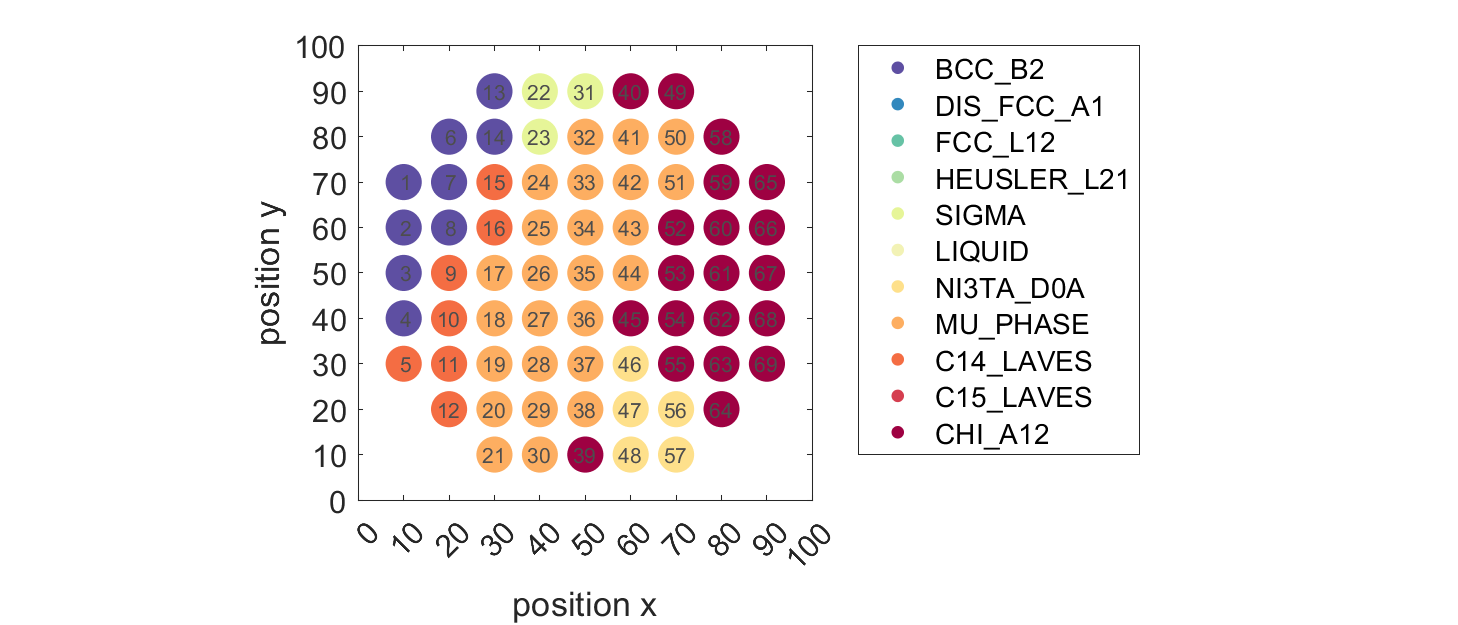 100
90
80
70
60
50
40
30
20
10
0
13 22 31 40 49
6 14 23 32 41 50 58
1 7 15 24 33 42 51 59 65
2 8 16 25 34 43 52 60 66
3 9 17 26 35 44 53 61 67
4 10 18 27 36 45 54 62 68
5 11 19 28 37 46 55 63 69
12 20 29 38 47 56 64
21 30 39 48 57
0 10 20 30 40 50 60 70 80 90 100
position x
position y
BCC_B2
DIS_FCC_A1
FCC_L12
HEUSLER_L21
SIGMA
LIQUID
NI3TA_D0A
MU_PHASE
C14_LAVES
C15_LAVES
CHI_A12